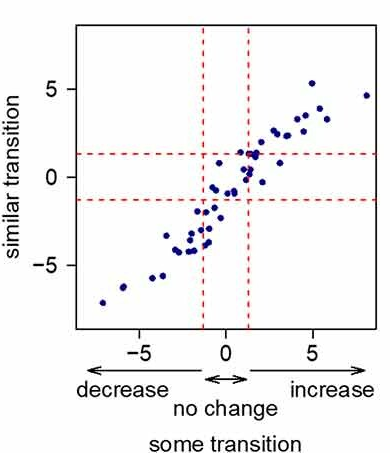 similar transition
5
0
−5
−5 0 5
decrease increase
no change
some transition